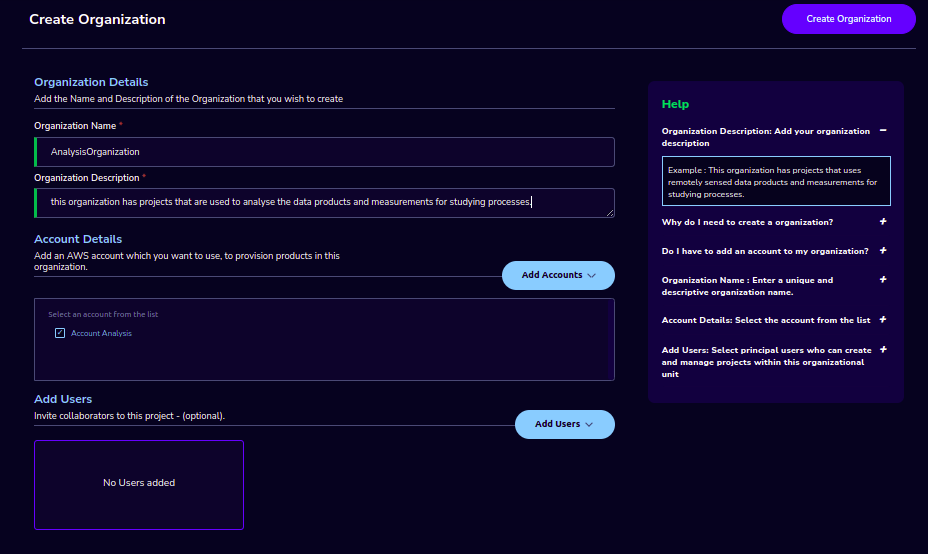 Create Organization
Create Organization
Organization Details
Add the Name and Description of the Organization that you wish to create
Organization Name *
AnalysisOrganization
Organization Description *
this organization has projects that are used to analyse the data products and measurements for studying processes.
Account Details
Add an AWS account which you want to use, to provision products in this
organization.
Add Accounts
Select an account from the list
Account Analysis
Add Users
Invite collaborators to this project - (optional).
Add Users
No Users added
Help
Organization Description: Add your organization
description
Example : This organization has projects that uses
remotely sensed data products and measurements for
studying processes.
Why do I need to create a organization?
Do I have to add an account to my organization?
Organization Name : Enter a unique and
descriptive organization name.
Account Details: Select the account from the list
Add Users: Select principal users who can create
and manage projects within this organizational
unit